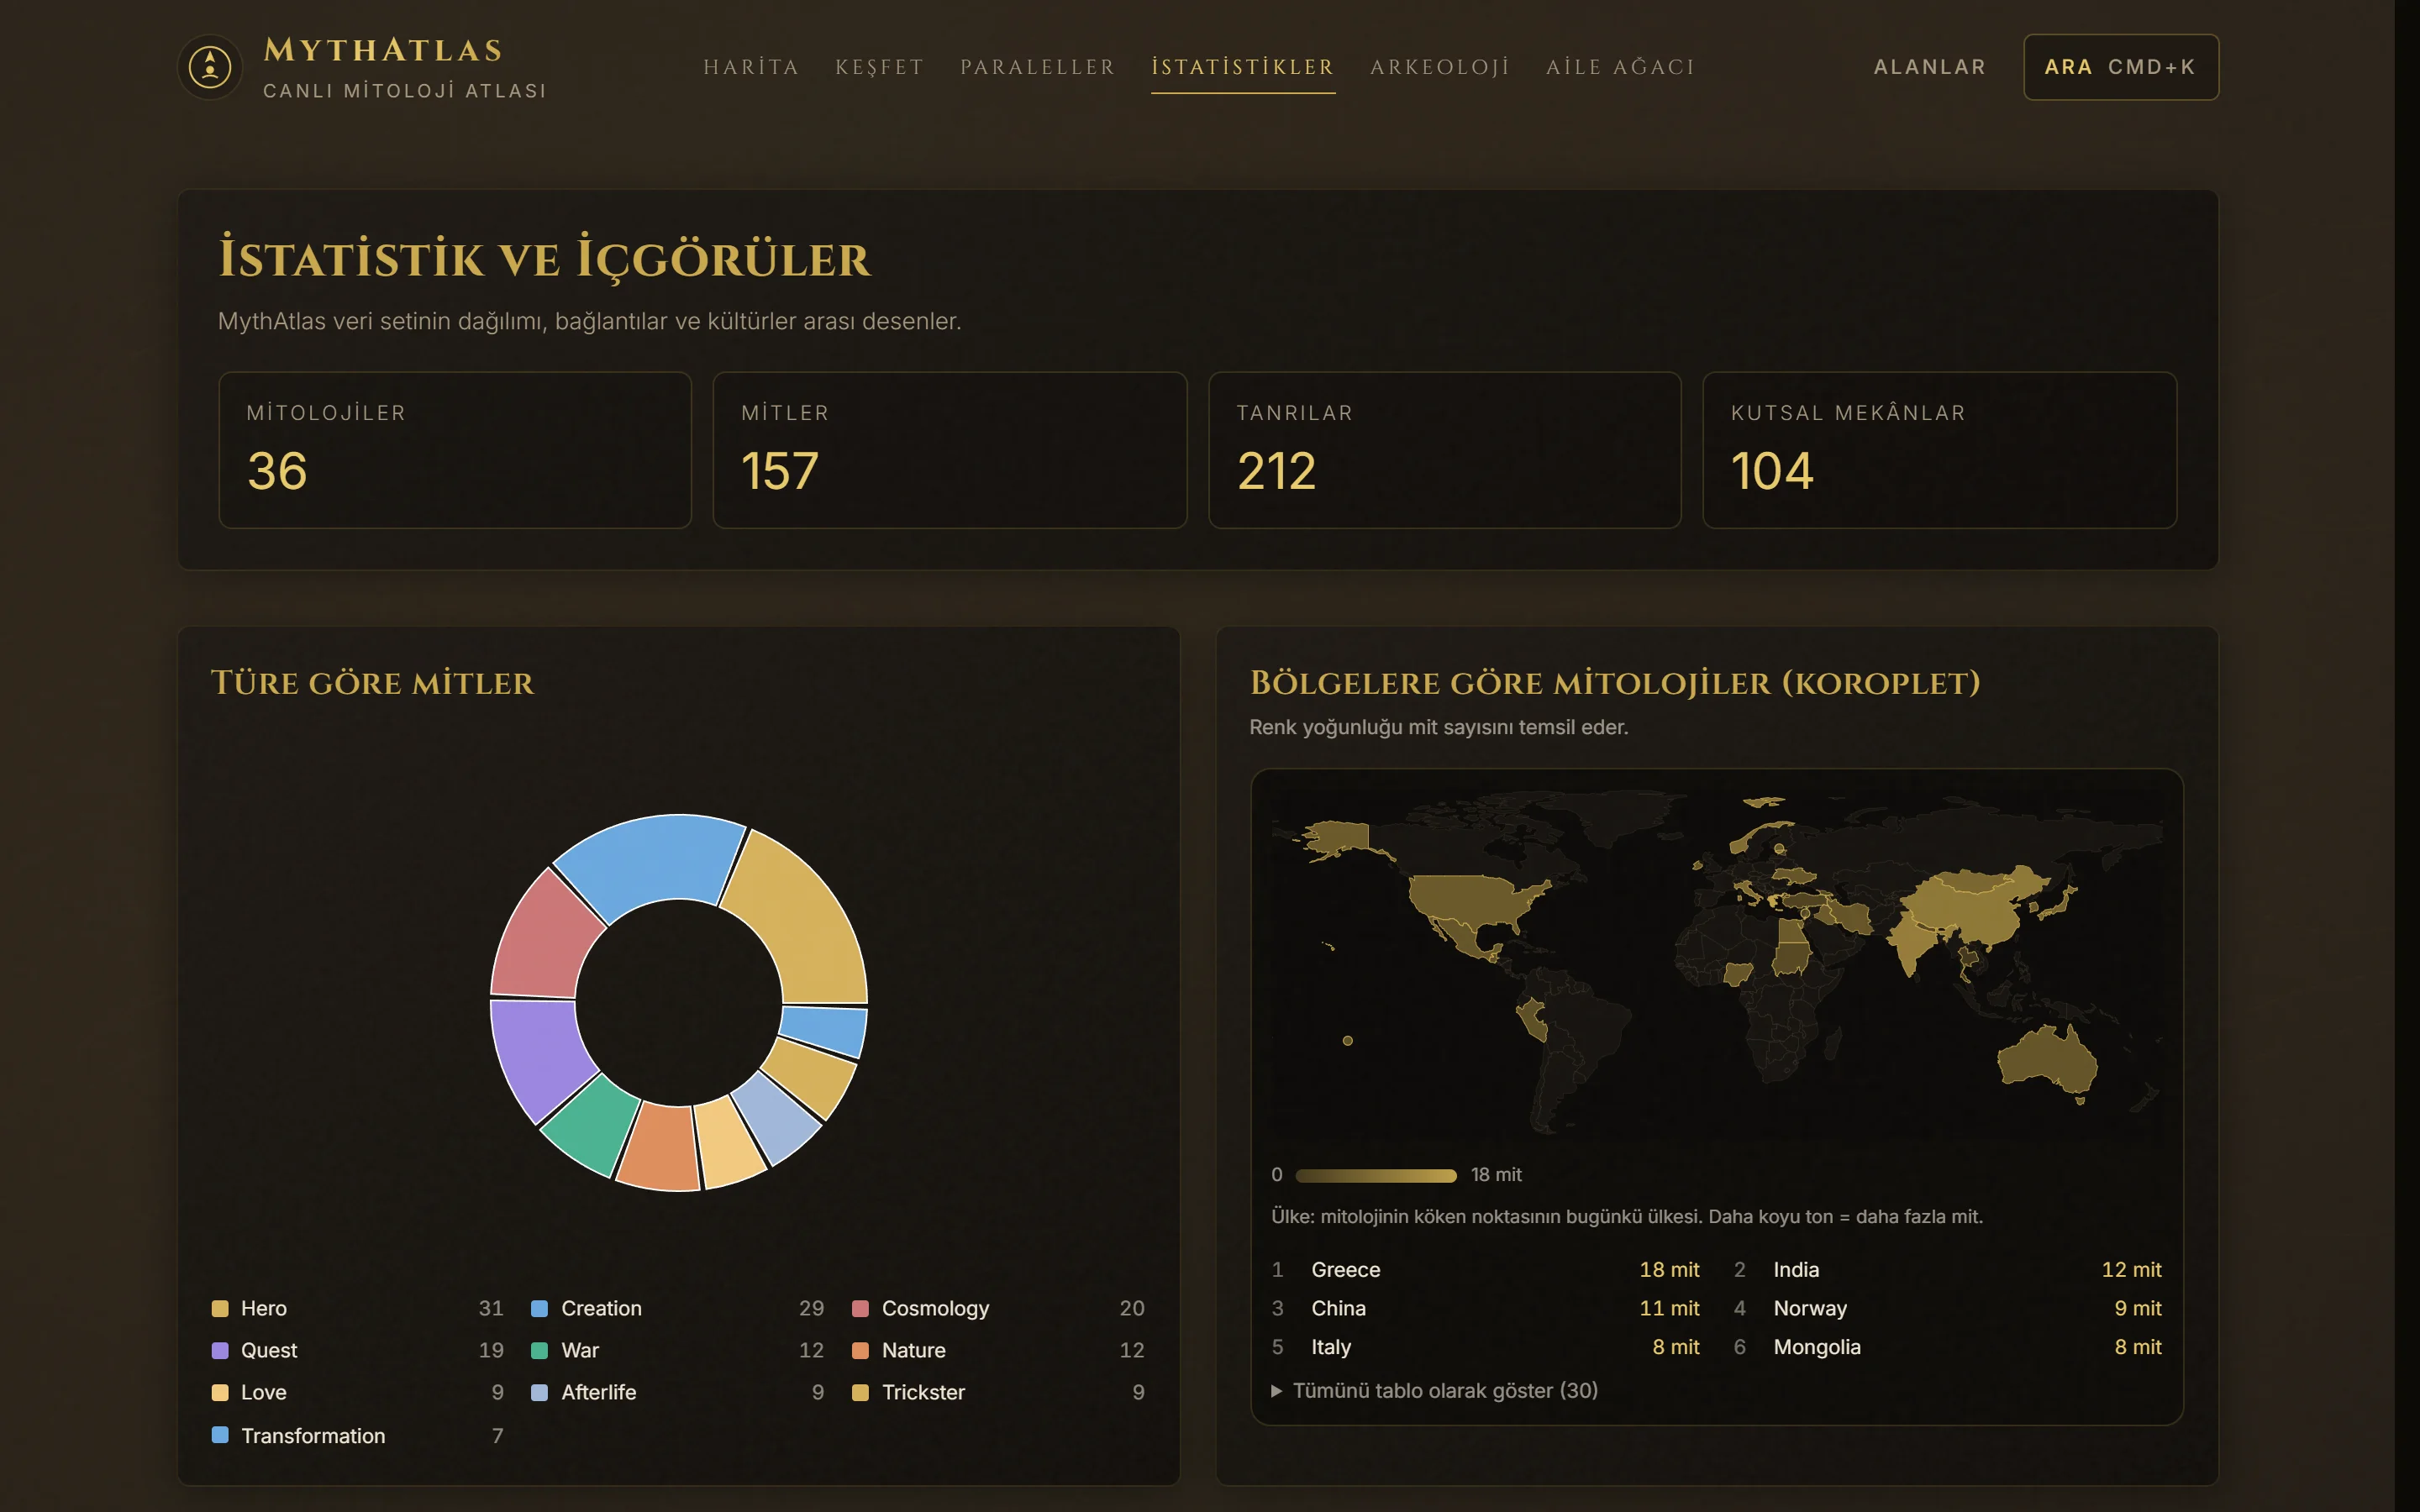 MYTHATLAS
CANLI MİTOLOJİ ATLASI
HARİTA KEŞFET PARALELLER İSTATİSTİKLER ARKEOLOJİ AİLE AĞACI
ALANLAR
ARA CMD+K
İSTATİSTİK VE İÇGÖRÜLER
MythAtlas veri setinin dağılımı, bağlantılar ve kültürler arası desenler.
MİTOLOJİLER
36
MİTLER
157
TANRILAR
212
KUTSAL MEKÂNLAR
104
TÜRE GÖRE MİTLER
Hero 31
Creation 29
Cosmology 20
Quest 19
War 12
Nature 12
Love 9
Afterlife 9
Trickster 9
Transformation 7
BÖLGELERE GÖRE MİTOLOJİLER (KOROPLET)
Renk yoğunluğu mit sayısını temsil eder.
0 18 mit
Ülke: mitolojinin köken noktasının bugünkü ülkesi. Daha koyu ton = daha fazla mit.
1 Greece 18 mit
2 India 12 mit
3 China 11 mit
4 Norway 9 mit
5 Italy 8 mit
6 Mongolia 8 mit
Tümünü tablo olarak göster (30)